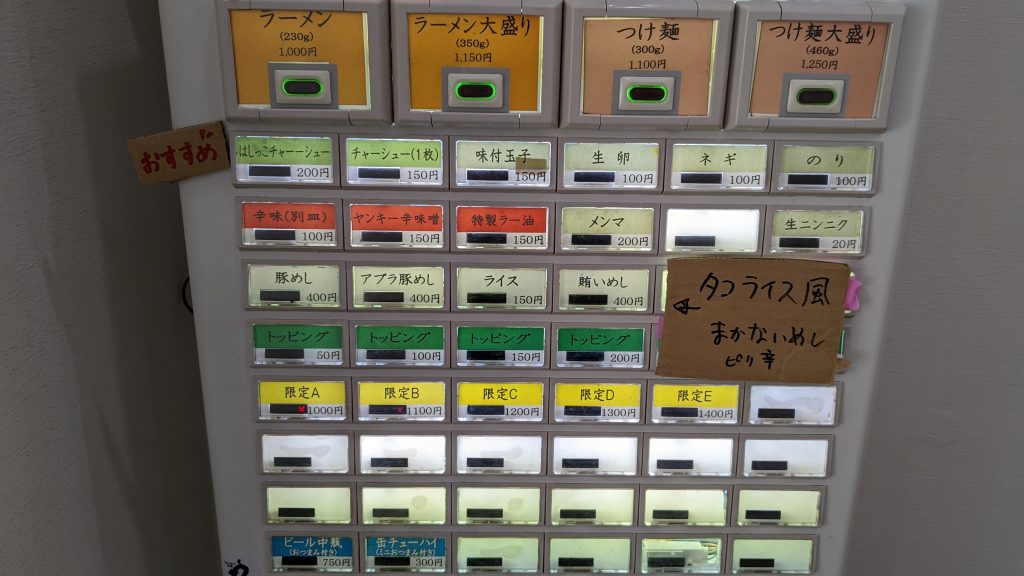 ラーメン
(230g)
1,000円
ラーメン大盛り
(350g)
1,150円
つけ麺
(300g)
1,100円
つけ麺大盛り
(460g)
1,250円
おすすめ
はしっこチャーシュー
200円
チャーシュー(1枚)
150円
味付玉子
150円
生卵
100円
ネギ
100円
のり
100円
辛味(別皿)
100円
ヤンキー辛味噌
150円
特製ラー油
150円
メンマ
200円
生ニンニク
20円
豚めし
400円
アブラ豚めし
400円
ライス
150円
賄いめし
400円
タコライス風
まかないめし
ピリ辛
トッピング
50円
トッピング
100円
トッピング
150円
トッピング
200円
限定A
1000円
限定B
1100円
限定C
1200円
限定D
1300円
限定E
1400円
ビール中瓶
(おつまみ付き)
750円
缶チューハイ
(ミニおつまみ付き)
300円